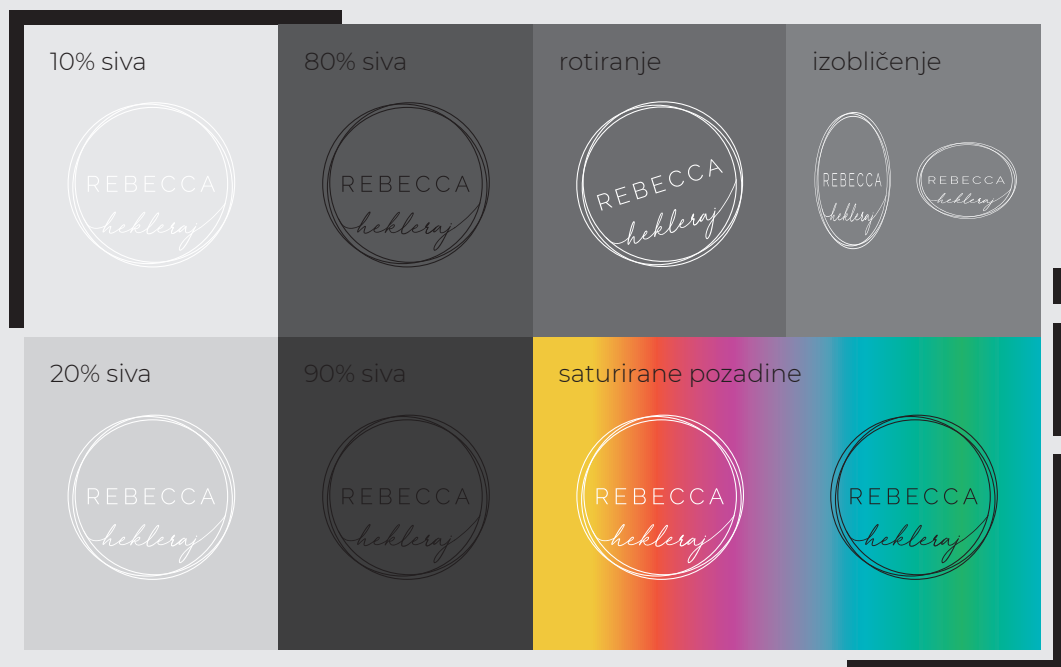 10% siva
REBECCA
hekleraj
80% siva
REBECCA
hekleraj
rotiranje
REBECCA
hekleraj
izobličenje
REBECCA
hekleraj
REBECCA
hekleraj
20% siva
REBECCA
hekleraj
90% siva
REBECCA
hekleraj
saturirane pozadine
REBECCA
hekleraj
REBECCA
hekleraj